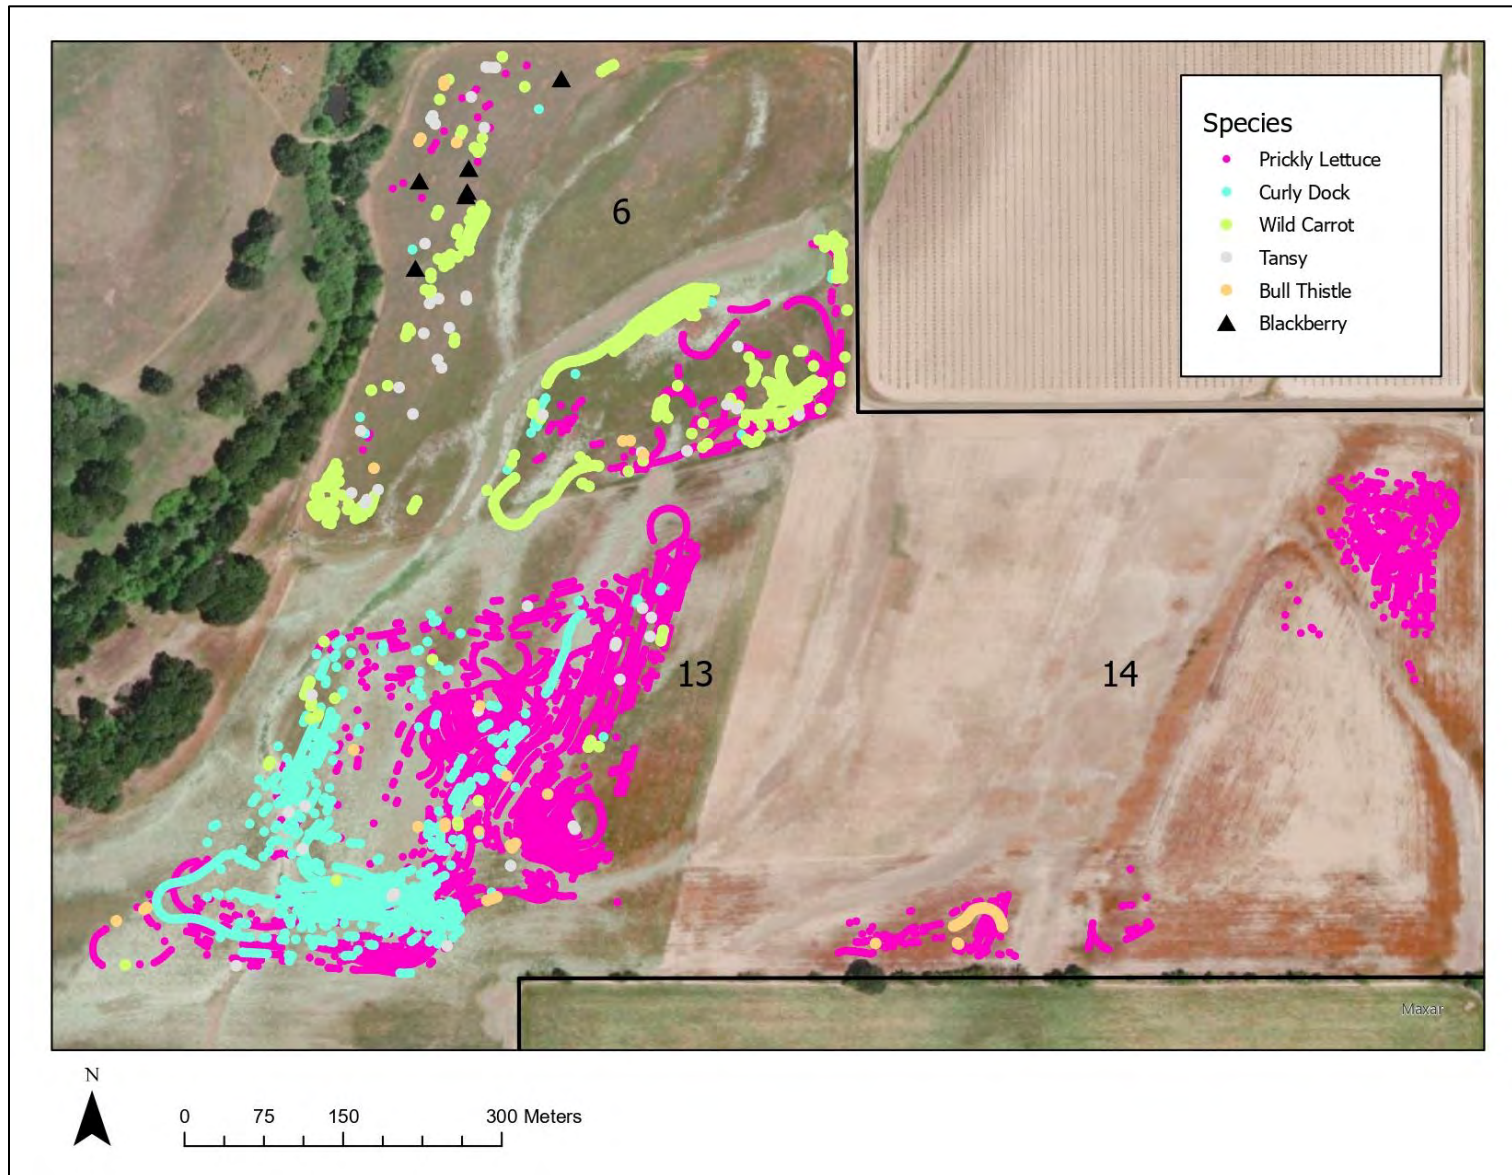 6
Species
Prickly Lettuce
Curly Dock
Wild Carrot
Tansy
Bull Thistle
Blackberry
13
14
Maxar
N
0 75 150 300 Meters